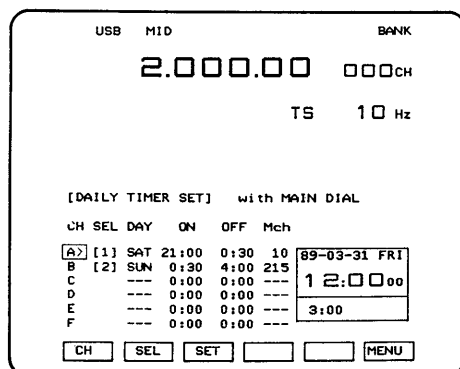 USB MID BANK
2.000.00 000CH
TS 10 Hz
[DAILY TIMER SET] with MAIN DIAL
CH SEL DAY ON OFF Mch
A> [1] SAT 21:00 0:30 10
B [2] SUN 0:30 4:00 215
C --- 0:00 0:00 ---
D --- 0:00 0:00 ---
E --- 0:00 0:00 ---
F --- 0:00 0:00 ---
89-03-31 FRI
12:00 00
3:00
CH SEL SET MENU